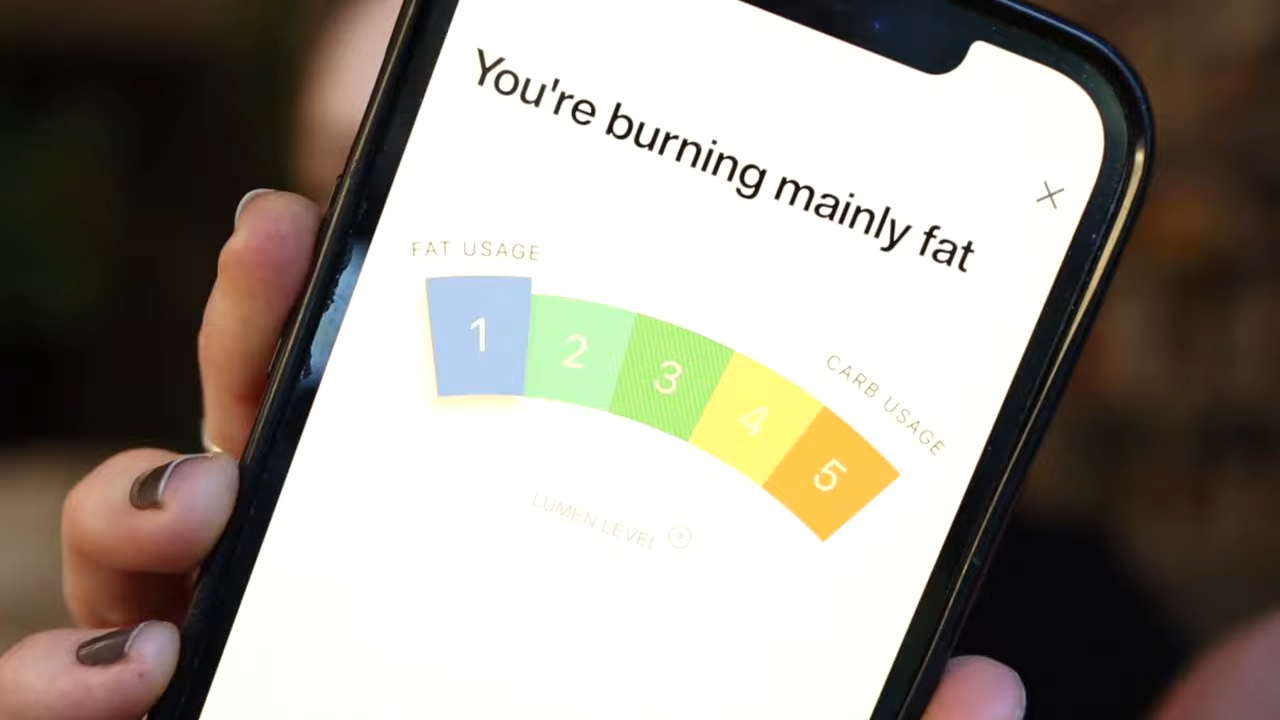 You're burning mainly fat
FAT USAGE
1
2
3
4
5
CARB USAGE
LUMEN LEVEL